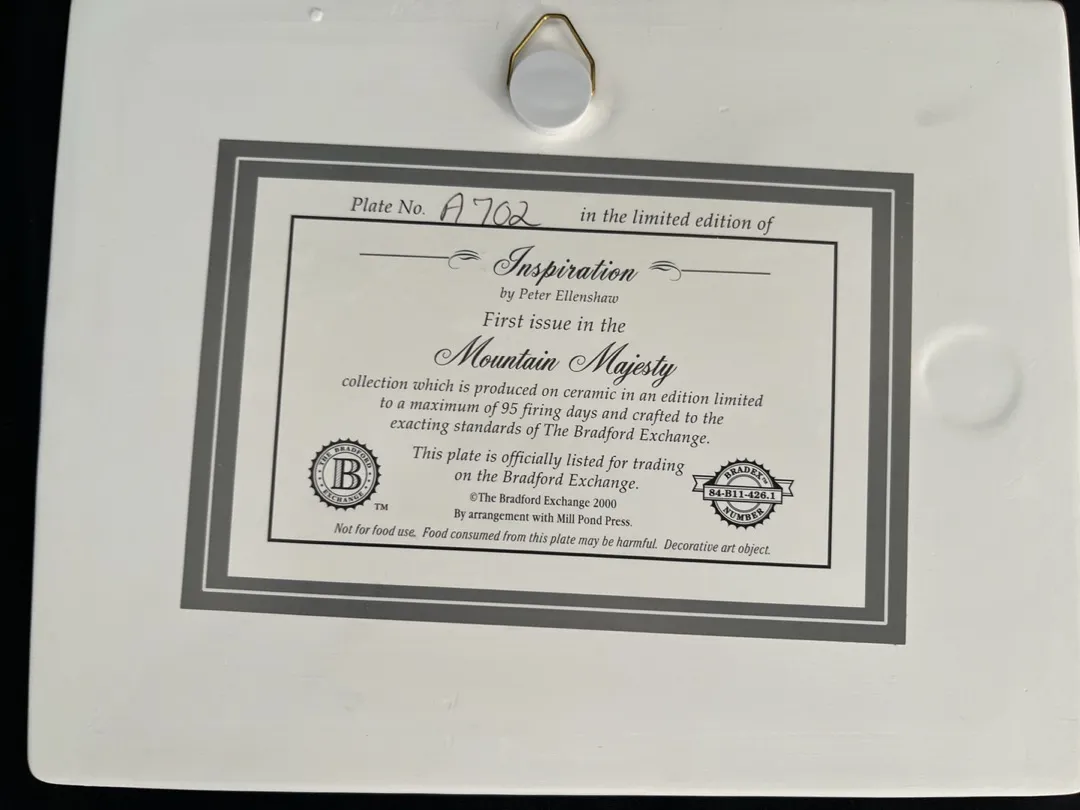 Plate No. A702 in the limited edition of
Inspiration
by Peter Ellenshaw
First issue in the
Mountain Majesty
collection which is produced on ceramic in an edition limited
to a maximum of 95 firing days and crafted to the
exacting standards of The Bradford Exchange.
This plate is officially listed for trading
on the Bradford Exchange.
©The Bradford Exchange 2000
By arrangement with Mill Pond Press.
Not for food use. Food consumed from this plate may be harmful. Decorative art object.
THE BRADFORD
B
EXCHANGE
TM
BRADEX™
84-B11-426.1
NUMBER